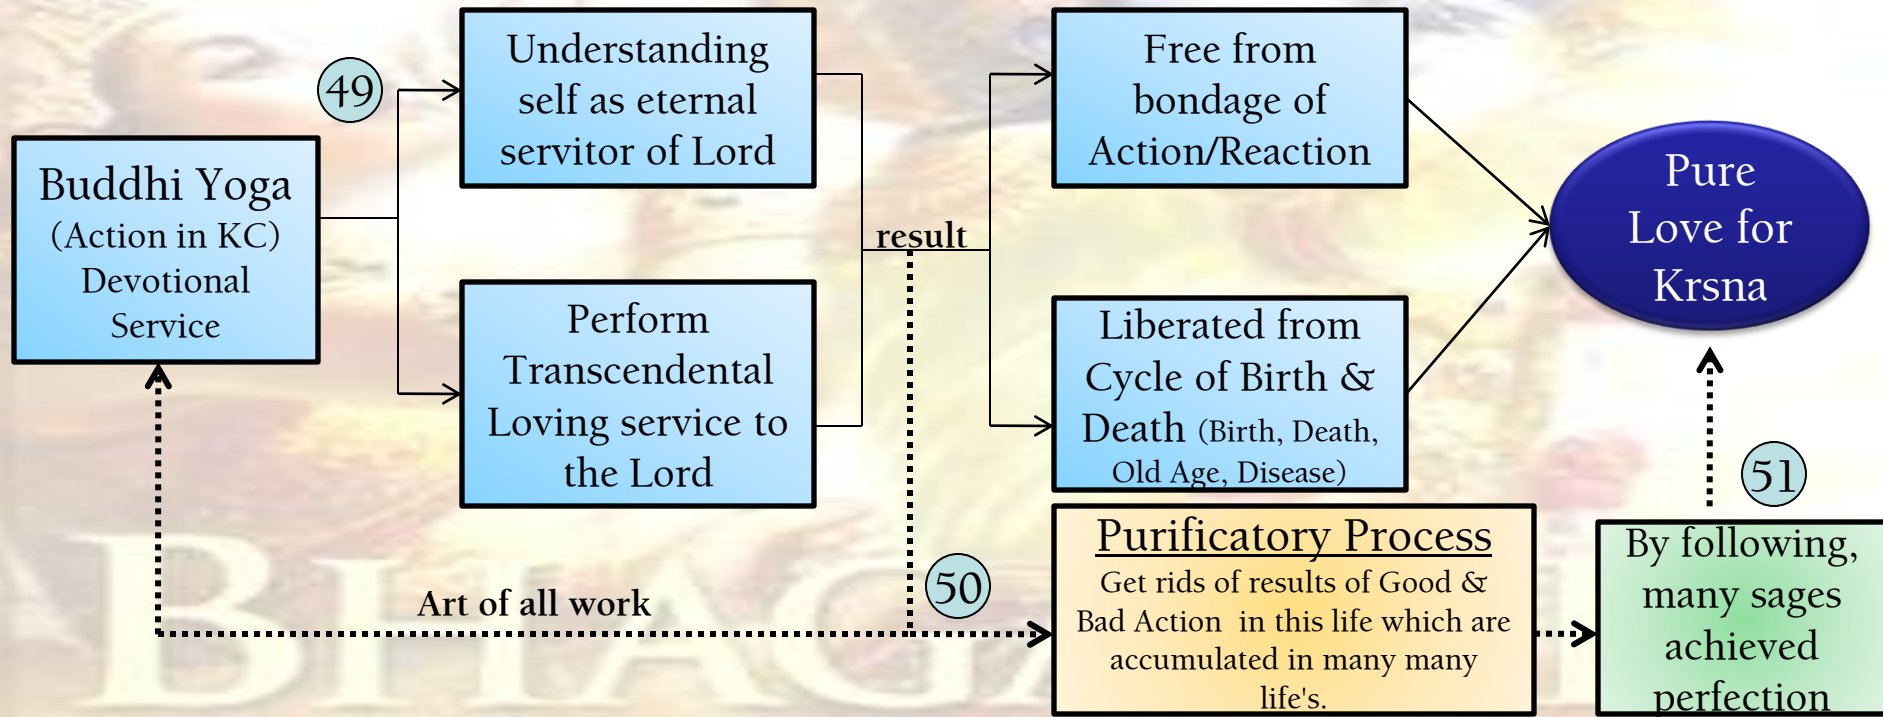 49
Buddhi Yoga
(Action in KC)
Devotional
Service
Understanding
self as eternal
servitor of Lord
Perform
Transcendental
Loving service to
the Lord
result
Free from
bondage of
Action/Reaction
Liberated from
Cycle of Birth &
Death (Birth, Death,
Old Age, Disease)
Pure
Love for
Krsna
Art of all work
50
Purificatory Process
Get rids of results of Good &
Bad Action in this life which are
accumulated in many many
life's.
51
By following,
many sages
achieved
perfection
BHAGA